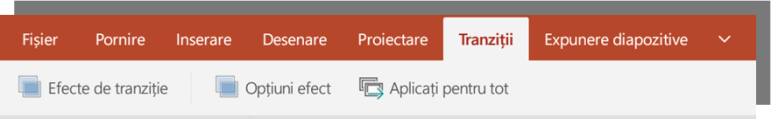 Fișier Pornire Inserare Desenare Proiectare Tranziții Expunere diapozitive
Efecte de tranziție Opțiuni efect Aplicați pentru tot